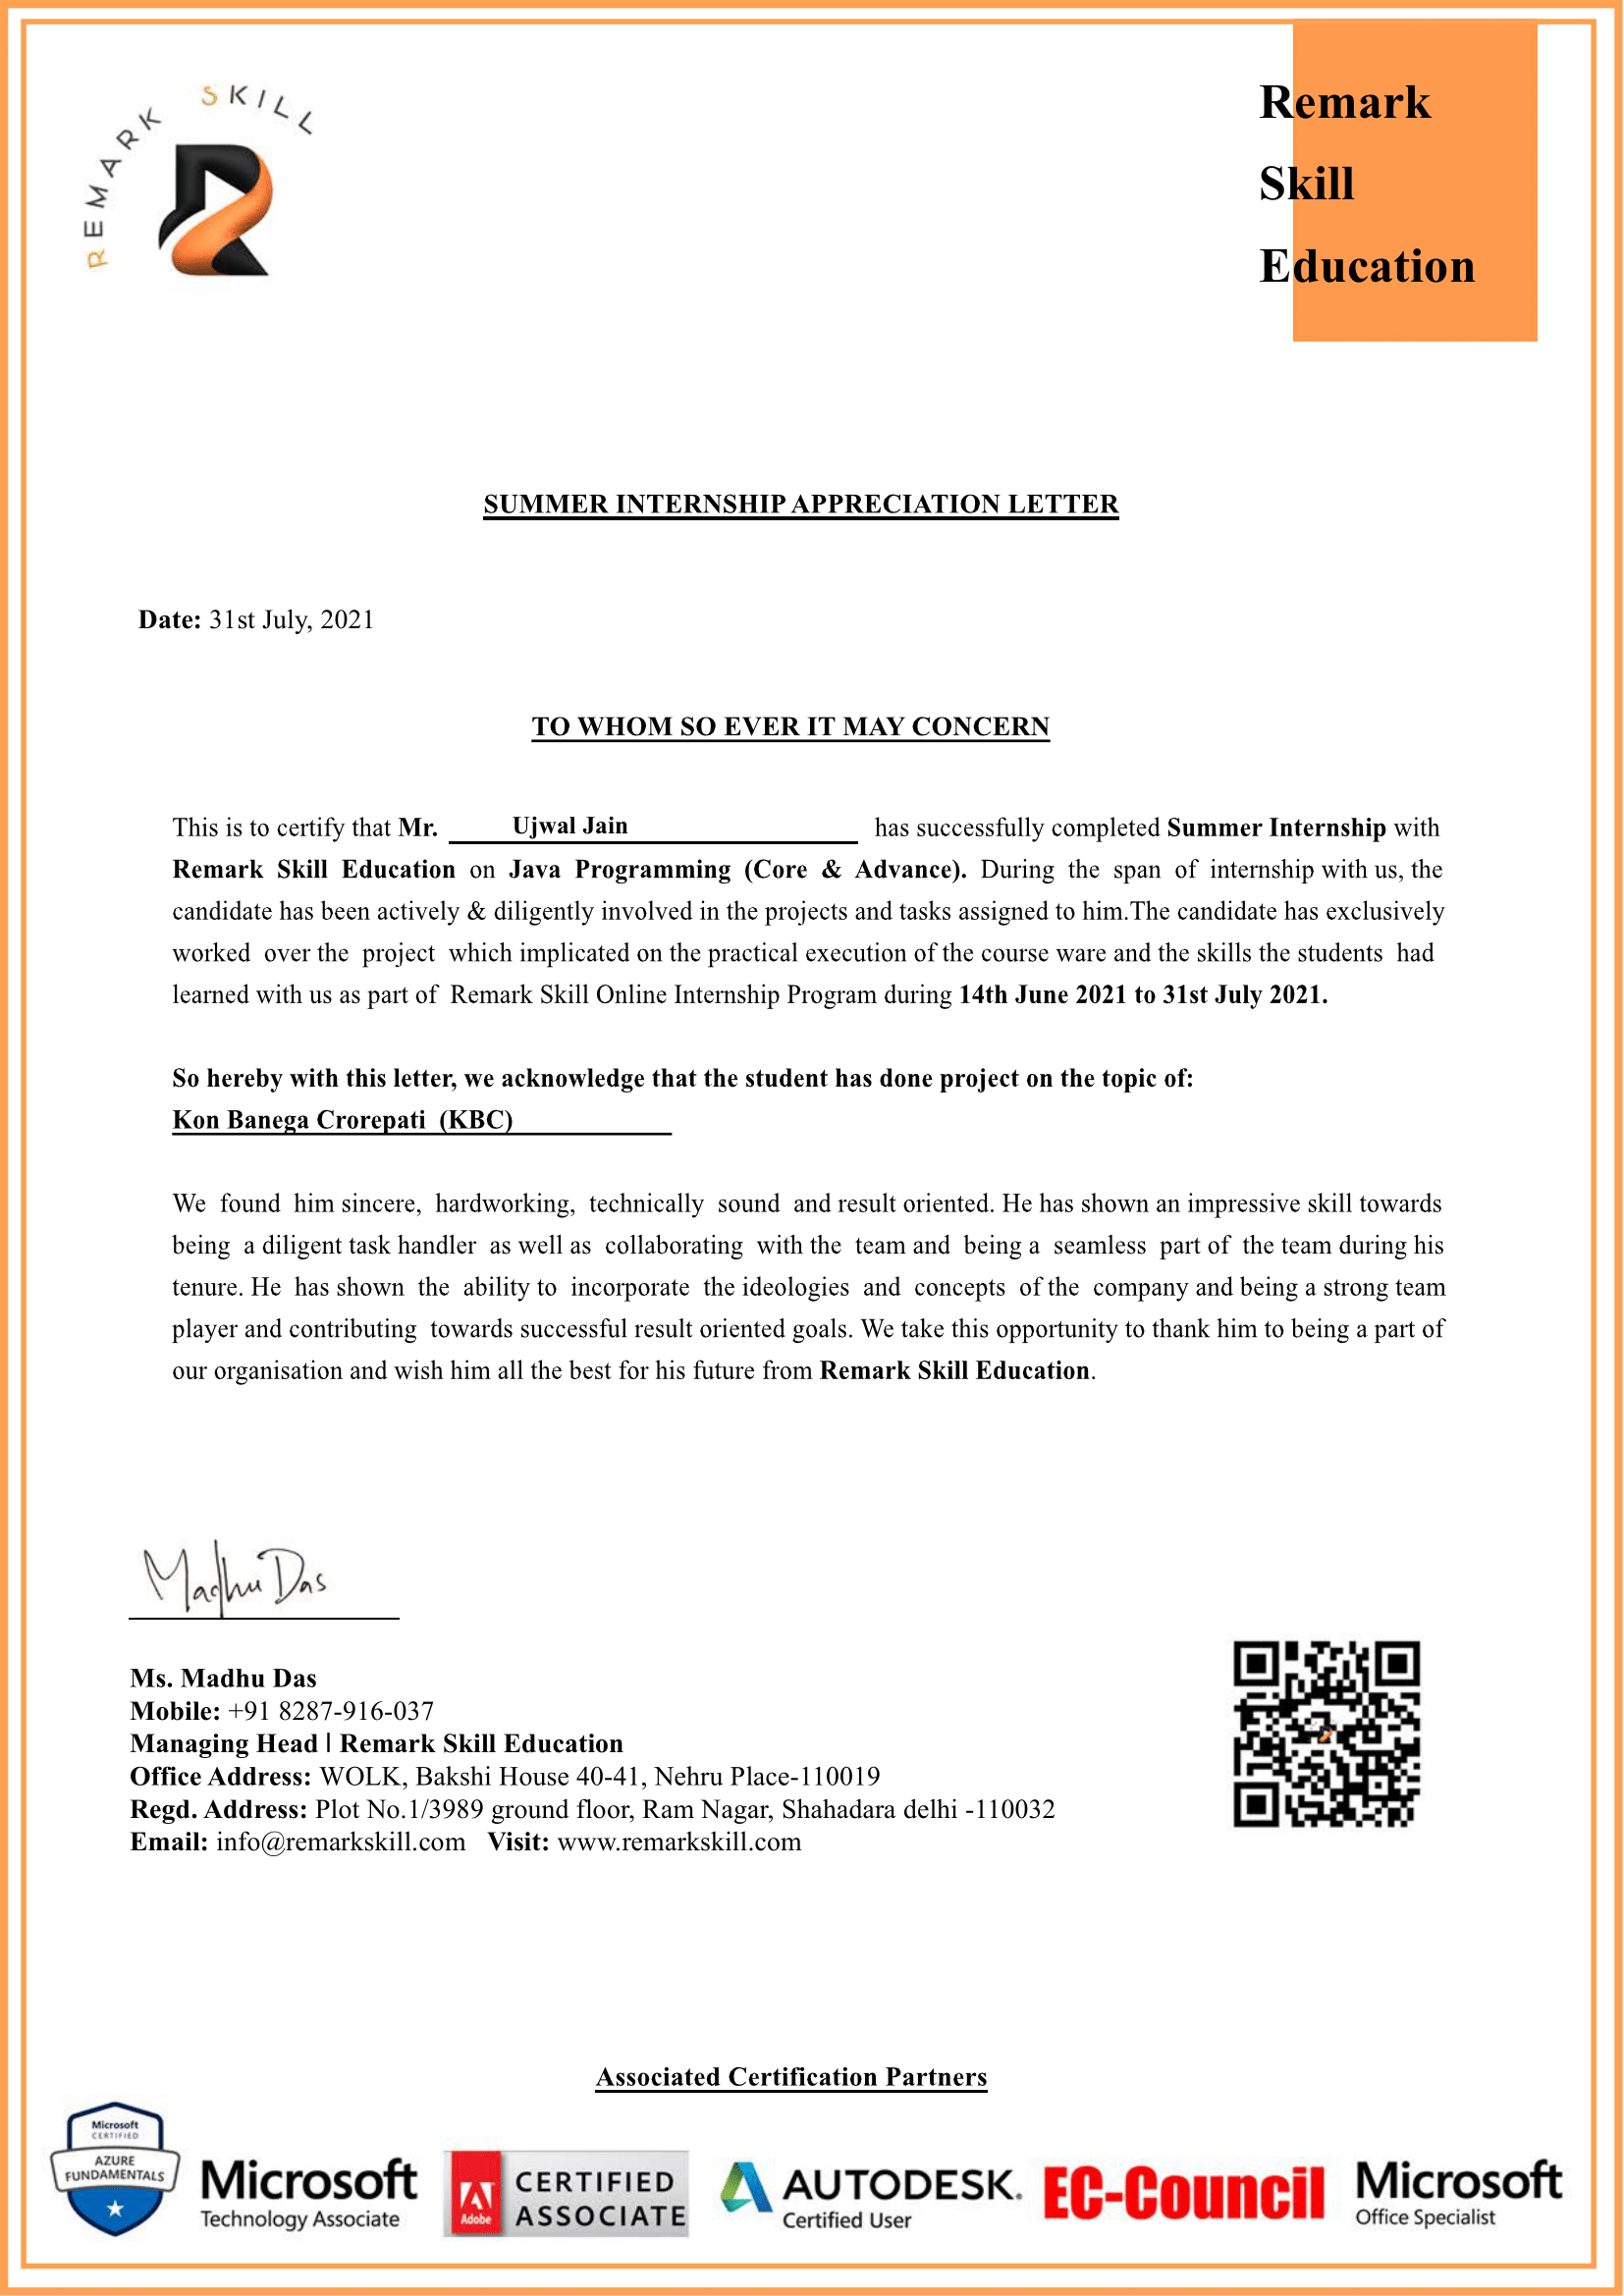 REMARK SKILL
Remark
Skill
Education
SUMMER INTERNSHIP APPRECIATION LETTER
Date: 31st July, 2021
TO WHOM SO EVER IT MAY CONCERN
This is to certify that Mr. Ujwal Jain has successfully completed Summer Internship with
Remark Skill Education on Java Programming (Core & Advance). During the span of internship with us, the
candidate has been actively & diligently involved in the projects and tasks assigned to him.The candidate has exclusively
worked over the project which implicated on the practical execution of the course ware and the skills the students had
learned with us as part of Remark Skill Online Internship Program during 14th June 2021 to 31st July 2021.
So hereby with this letter, we acknowledge that the student has done project on the topic of:
Kon Banega Crorepati (KBC)
We found him sincere, hardworking, technically sound and result oriented. He has shown an impressive skill towards
being a diligent task handler as well as collaborating with the team and being a seamless part of the team during his
tenure. He has shown the ability to incorporate the ideologies and concepts of the company and being a strong team
player and contributing towards successful result oriented goals. We take this opportunity to thank him to being a part of
our organisation and wish him all the best for his future from Remark Skill Education.
Madhu Das
Ms. Madhu Das
Mobile: +91 8287-916-037
Managing Head | Remark Skill Education
Office Address: WOLK, Bakshi House 40-41, Nehru Place-110019
Regd. Address: Plot No.1/3989 ground floor, Ram Nagar, Shahadara delhi -110032
Email: info@remarkskill.com Visit: www.remarkskill.com
Associated Certification Partners
Microsoft
CERTIFIED
AZURE
FUNDAMENTALS
Microsoft
Technology Associate
Adobe
CERTIFIED
ASSOCIATE
AUTODESK.
Certified User
EC-Council
Microsoft
Office Specialist